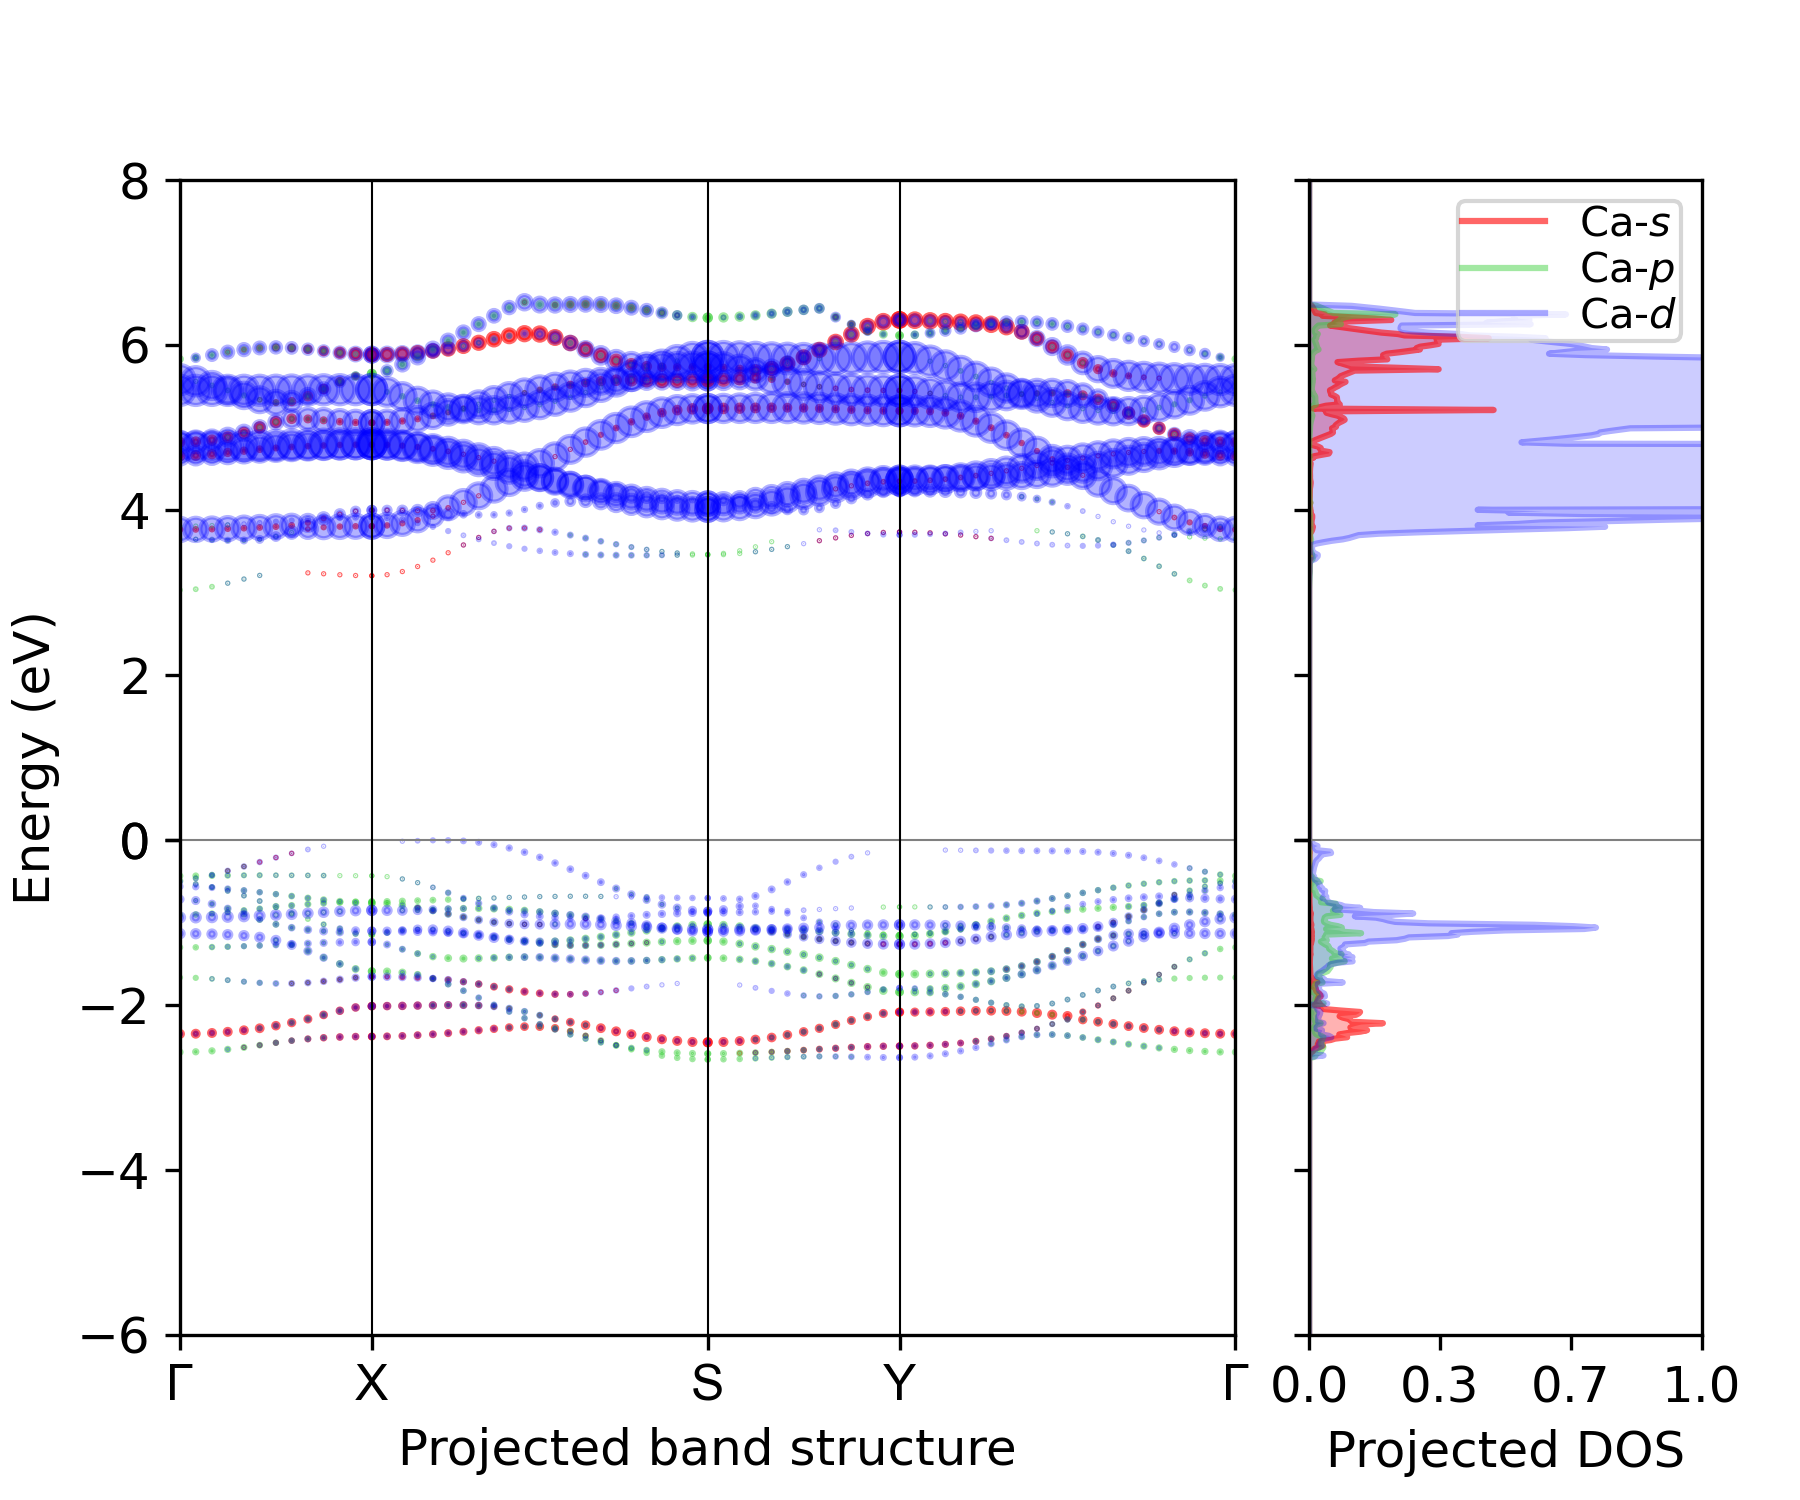 8
6
4
2
0
−2
−4
−6
Energy (eV)
Γ
X
S
Y
Γ
Projected band structure
Ca-s
Ca-p
Ca-d
0.0
0.3
0.7
1.0
Projected DOS